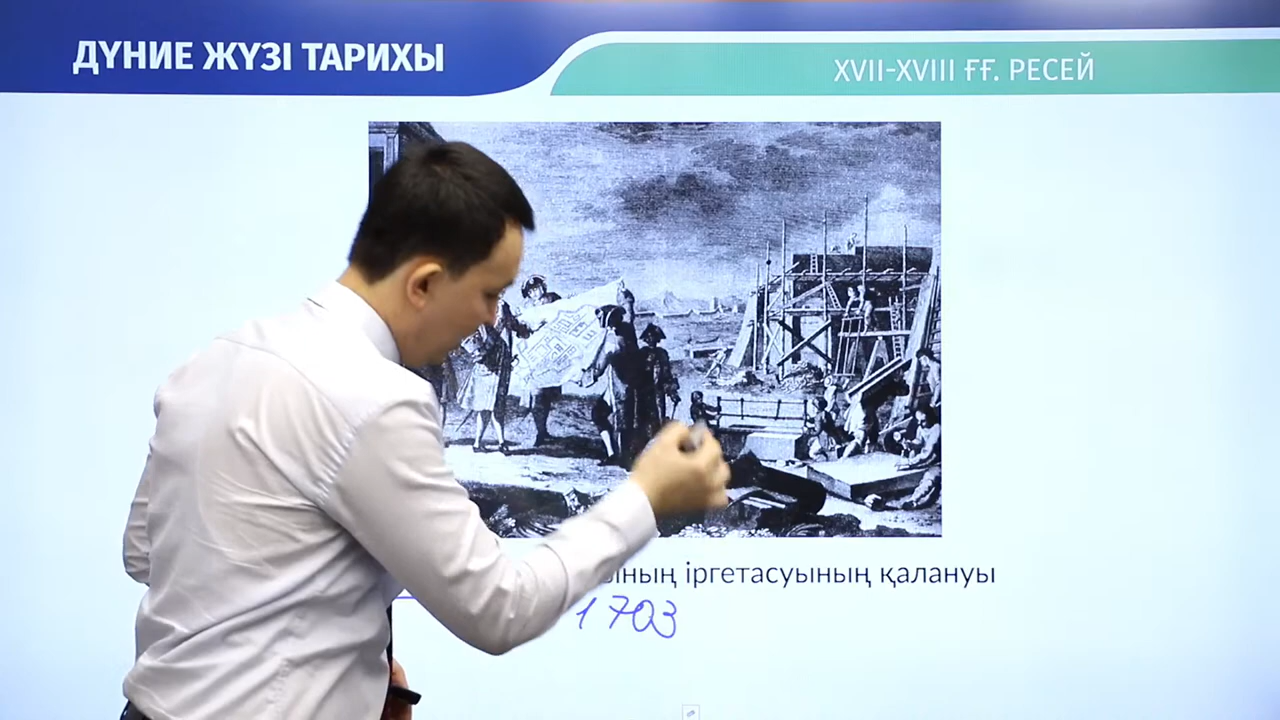 ДҮНИЕ ЖҮЗІ ТАРИХЫ
XVII-XVIII ҒҒ. РЕСЕЙ
ының іргетасуының қалануы
1703